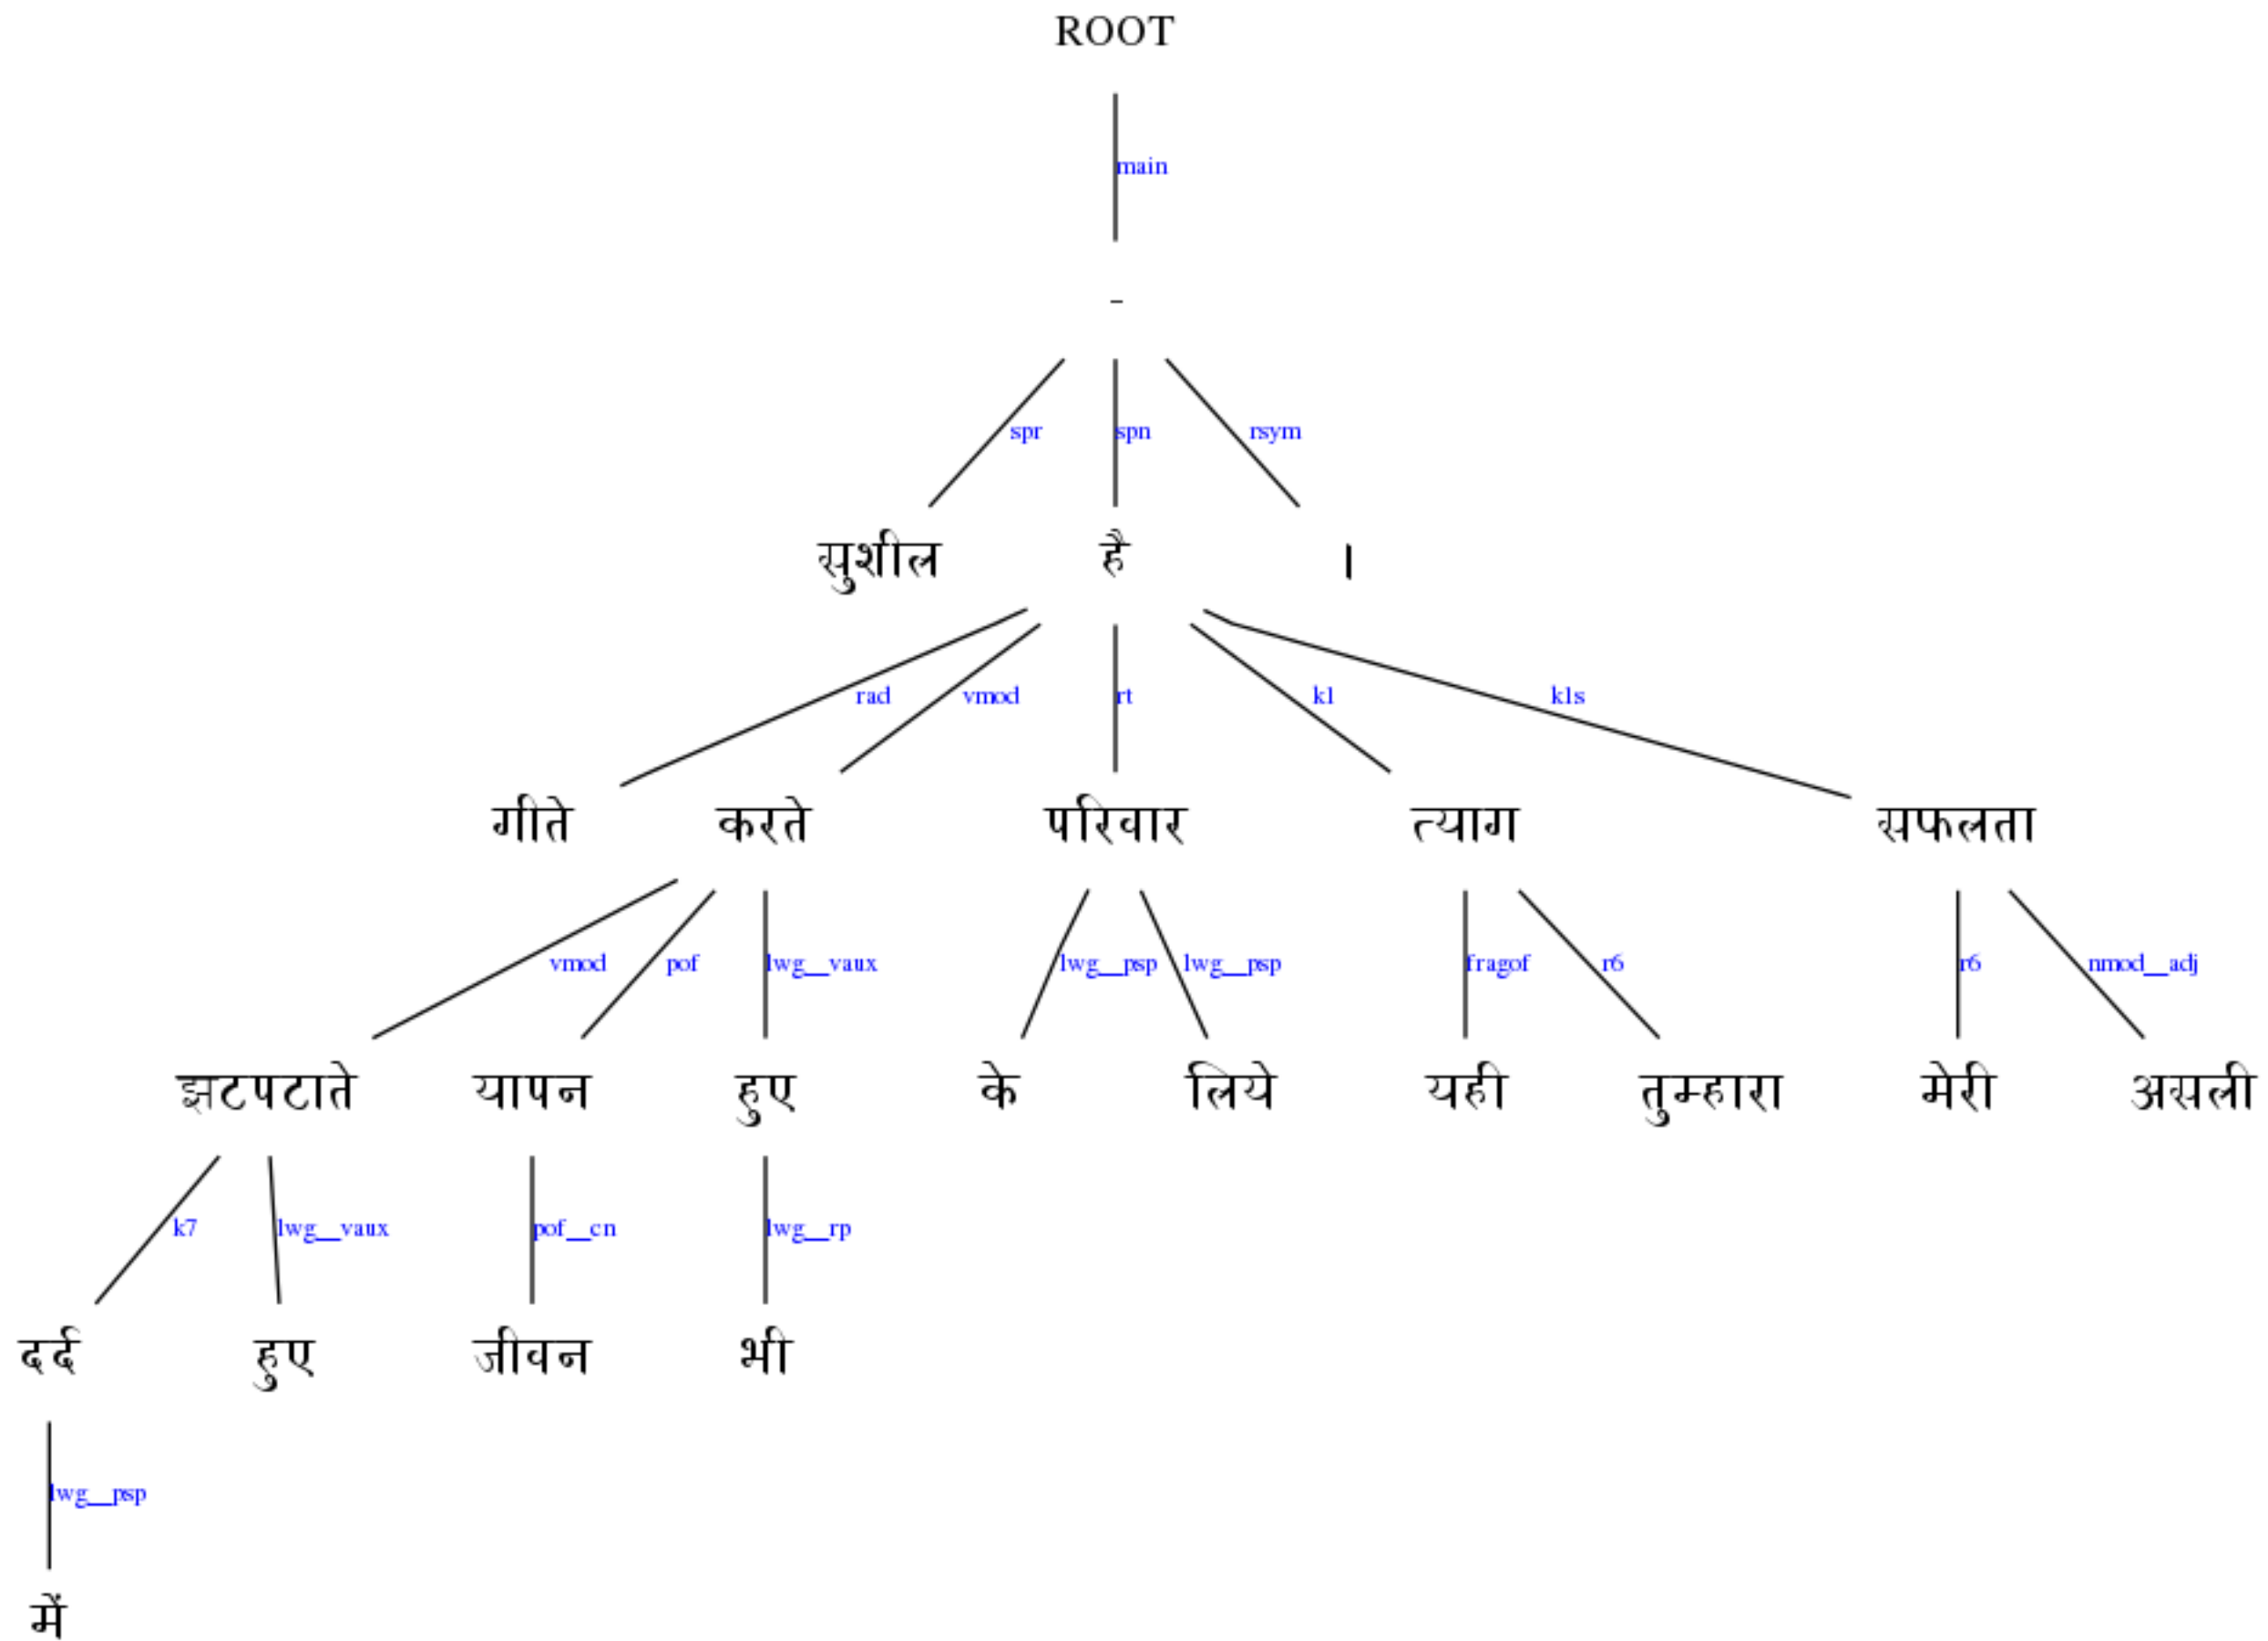 ROOT
main
-
spr spn rsym
सुशील है ।
rad vmod rt k1 k1s
गीते करते परिवार त्याग सफलता
vmod pof lwg__vaux lwg__psp lwg__psp fragof r6 r6 nmod__adj
झटपटाते यापन हुए के लिये यही तुम्हारा मेरी असली
k7 lwg__vaux pof__cn lwg__rp
दर्द हुए जीवन भी
lwg__psp
में